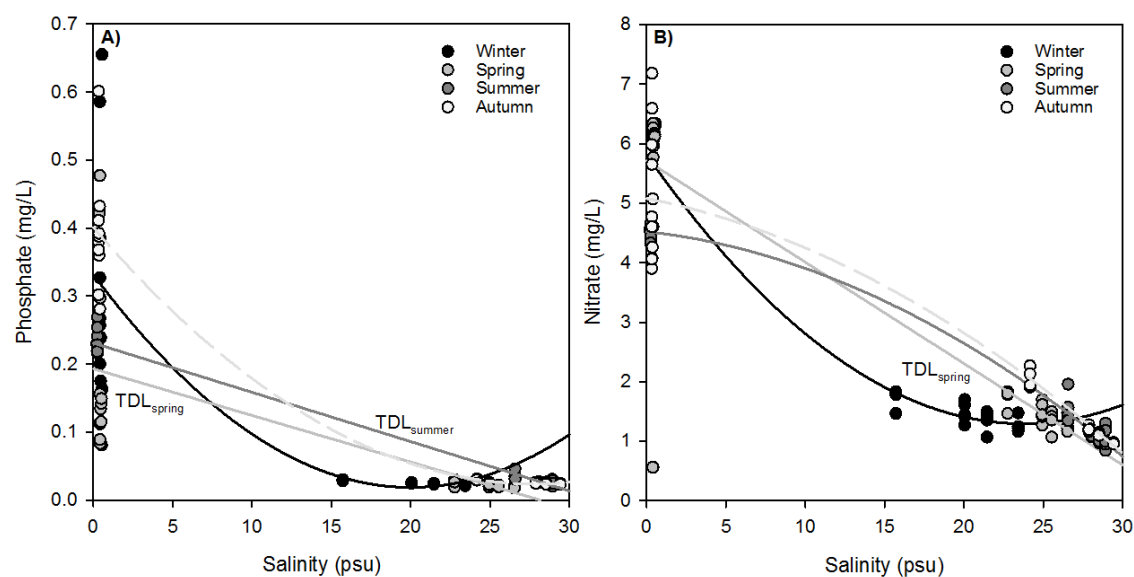 A)
Winter
Spring
Summer
Autumn
0.7
0.6
0.5
0.4
0.3
0.2
0.1
0.0
Phosphate (mg/L)
TDLspring
TDLsummer
0 5 10 15 20 25 30
Salinity (psu)
B)
Winter
Spring
Summer
Autumn
8
7
6
5
4
3
2
1
0
Nitrate (mg/L)
TDLspring
0 5 10 15 20 25 30
Salinity (psu)